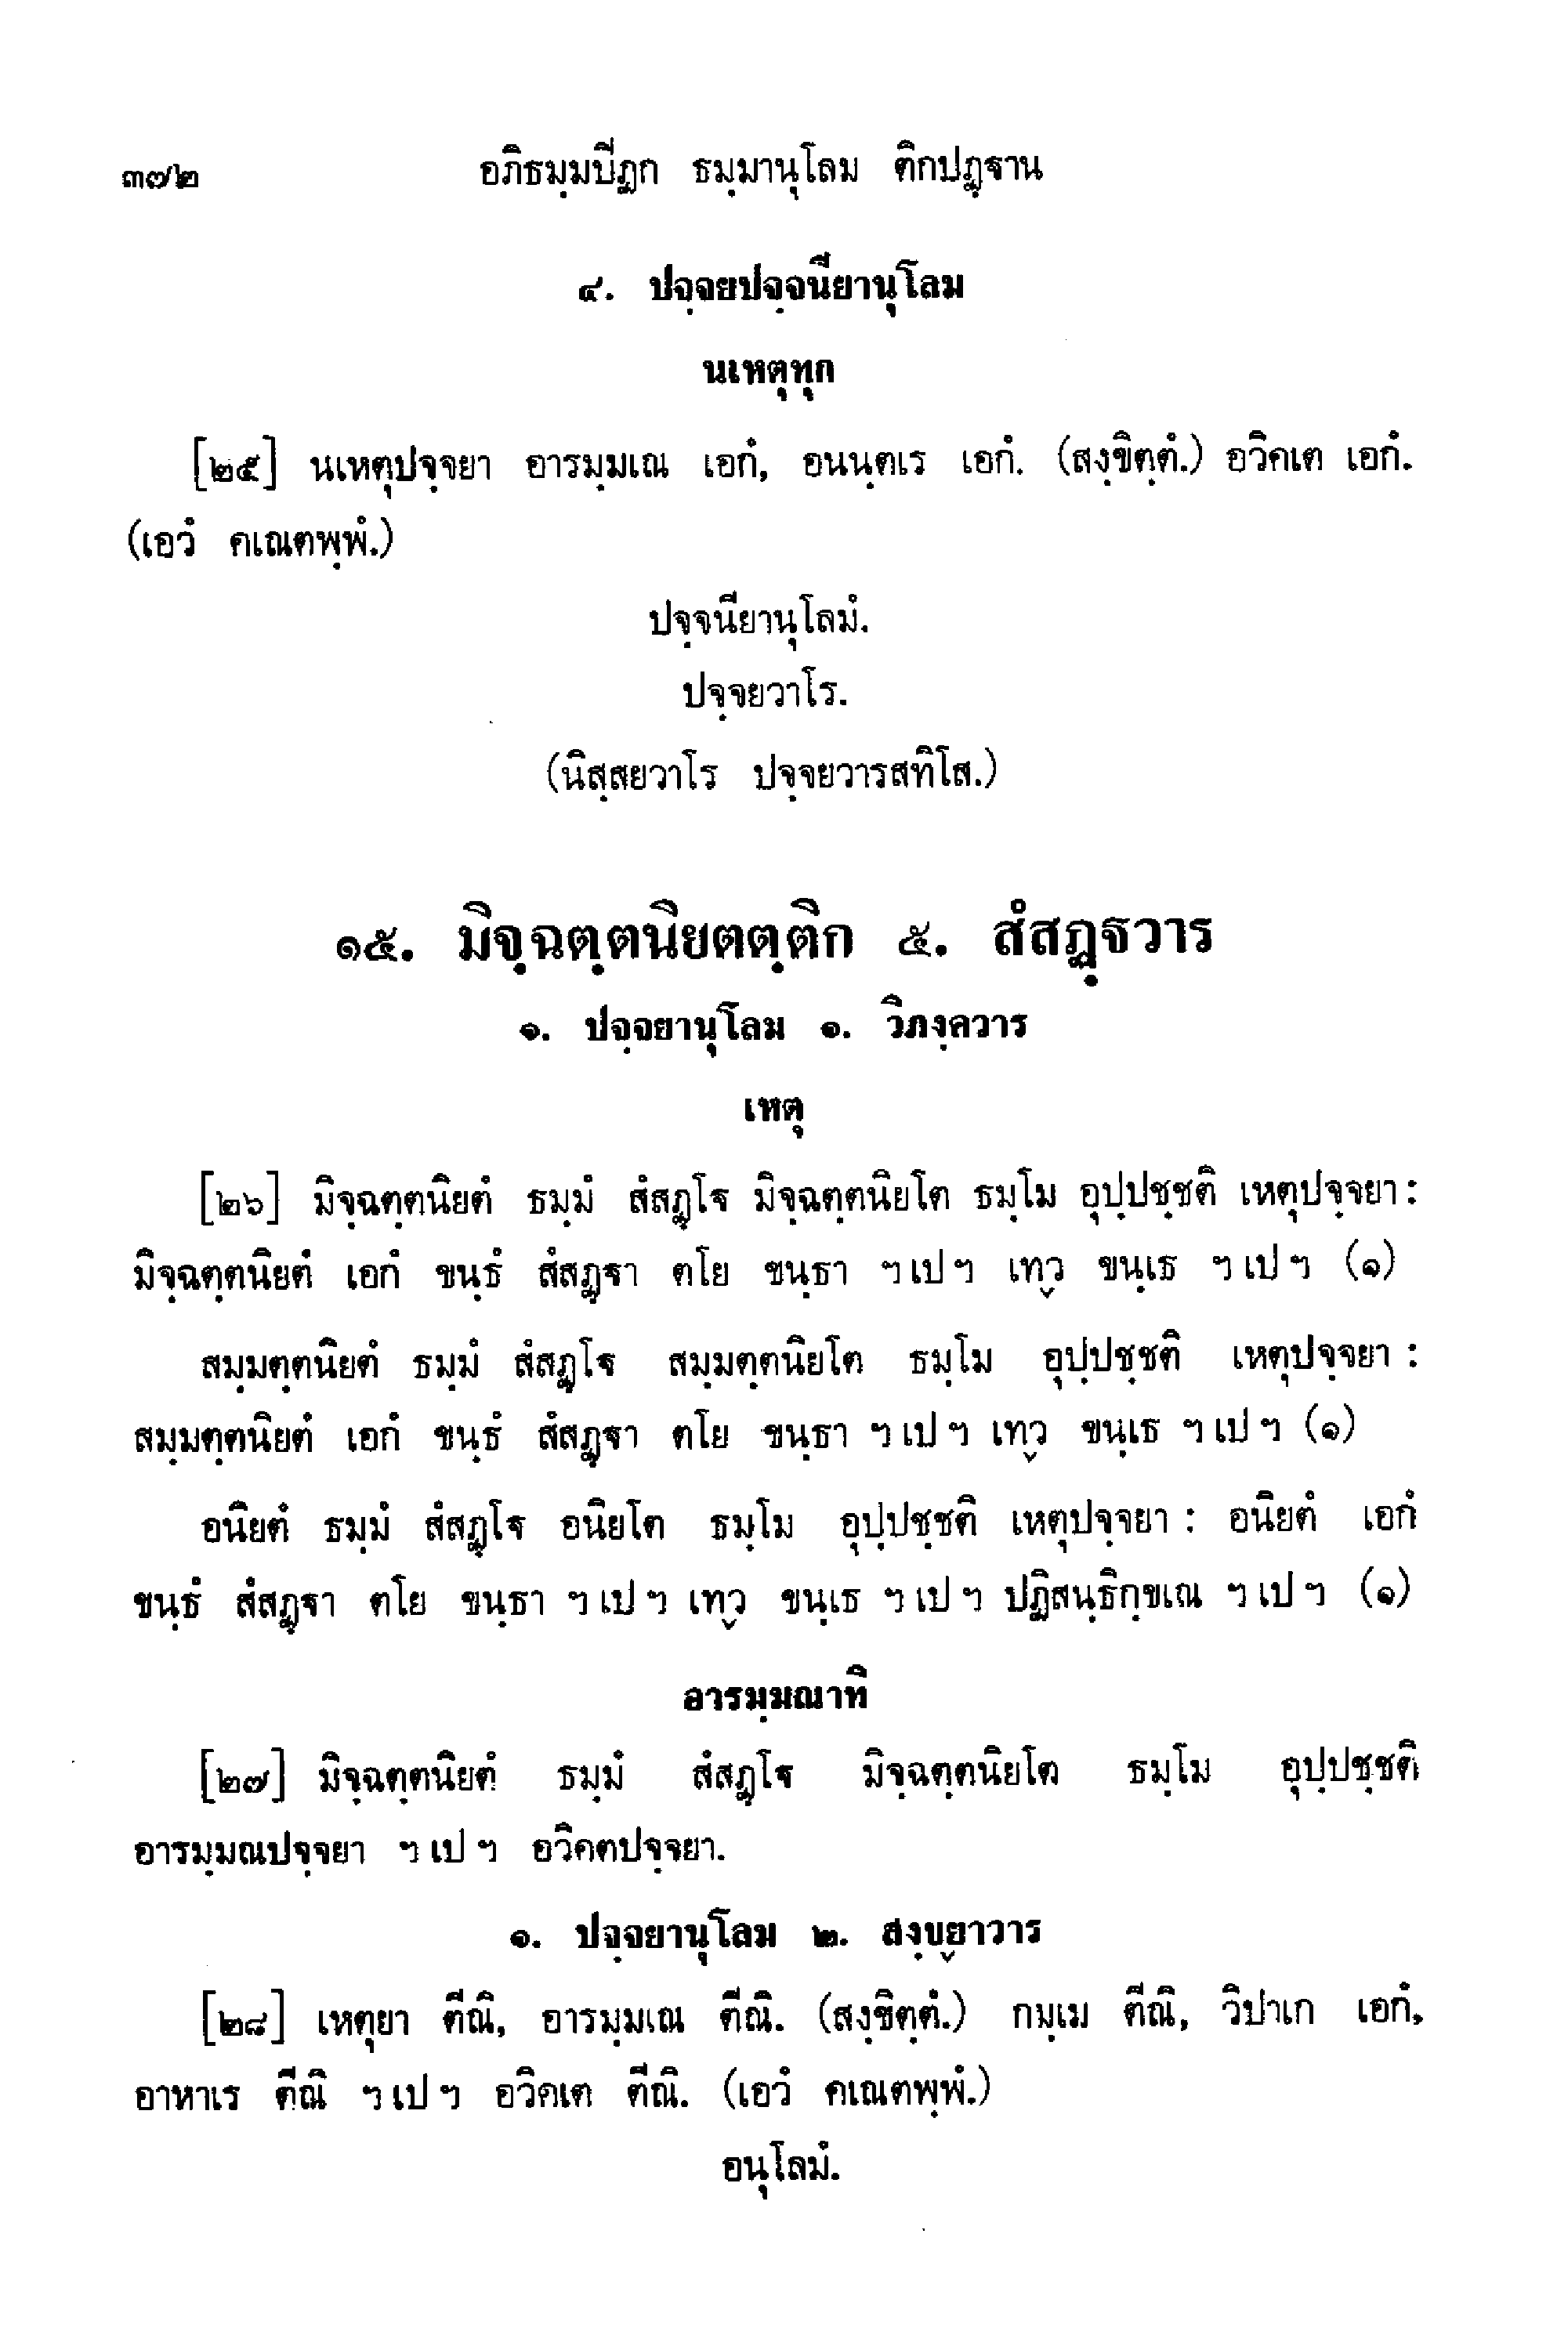 ๓๗๒ อภิธมฺมปิฏก ธมฺมานุโลม ติกปฏฺฐาน
๔. ปจฺจยปจฺจนียานุโลม
นเหตุทุก
[๒๕] นเหตุปจฺจยา อารมฺมเณ เอกํ, อนนฺตเร เอกํ. (สงฺขิตฺตํ.) อวิคเต เอกํ.
(เอวํ คเณตพฺพํ.)
ปจฺจนียานุโลมํ.
ปจฺจยวาโร.
(นิสฺสยวาโร ปจฺจยวารสทิโส.)
๑๕. มิจฺฉตฺตนิยตตฺติก ๕. สํสฏฺฐวาร
๑. ปจฺจยานุโลม ๑. วิภงฺควาร
เหตุ
[๒๖] มิจฺฉตฺตนิยตํ ธมฺมํ สํสฏฺโฐ มิจฺฉตฺตนิยโต ธมฺโม อุปฺปชฺชติ เหตุปจฺจยา :
มิจฺฉตฺตนิยตํ เอกํ ขนฺธํ สํสฏฺฐา ตโย ขนฺธา ฯ เป ฯ เทฺว ขนฺเธ ฯ เป ฯ (๑)
สมฺมตฺตนิยตํ ธมฺมํ สํสฏฺโฐ สมฺมตฺตนิยโต ธมฺโม อุปฺปชฺชติ เหตุปจฺจยา :
สมฺมตฺตนิยตํ เอกํ ขนฺธํ สํสฏฺฐา ตโย ขนฺธา ฯ เป ฯ เทฺว ขนฺเธ ฯ เป ฯ (๑)
อนิยตํ ธมฺมํ สํสฏฺโฐ อนิยโต ธมฺโม อุปฺปชฺชติ เหตุปจฺจยา : อนิยตํ เอกํ
ขนฺธํ สํสฏฺฐา ตโย ขนฺธา ฯ เป ฯ เทฺว ขนฺเธ ฯ เป ฯ ปฏิสนฺธิกฺขเณ ฯ เป ฯ (๑)
อารมฺมณาทิ
[๒๗] มิจฺฉตฺตนิยตํ ธมฺมํ สํสฏฺโฐ มิจฺฉตฺตนิยโต ธมฺโม อุปฺปชฺชติ
อารมฺมณปจฺจยา ฯ เป ฯ อวิคตปจฺจยา.
๑. ปจฺจยานุโลม ๒. สงฺขฺยาวาร
[๒๘] เหตุยา ตีณิ, อารมฺมเณ ตีณิ. (สงฺขิตฺตํ.) กมฺเม ตีณิ, วิปาเก เอกํ,
อาหาเร ตีณิ ฯ เป ฯ อวิคเต ตีณิ. (เอวํ คเณตพฺพํ.)
อนุโลมํ.